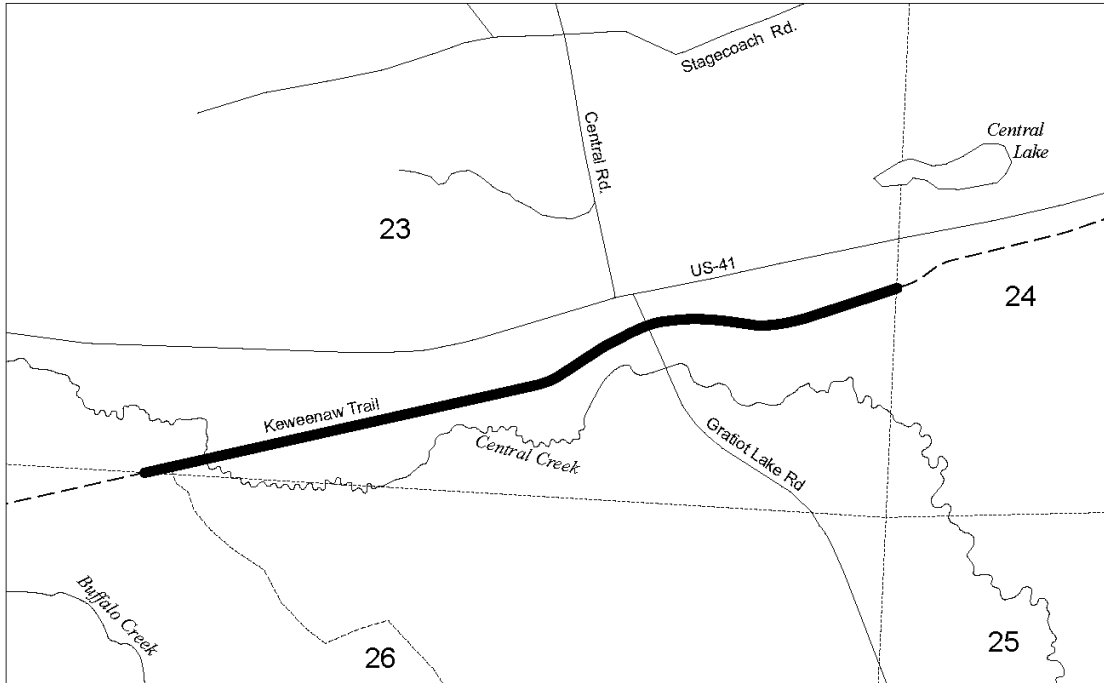 Stagecoach Rd.
Central Rd.
Central
Lake
23
US-41
24
Keweenaw Trail
Central Creek
Gratiot Lake Rd
Buffalo Creek
26
25